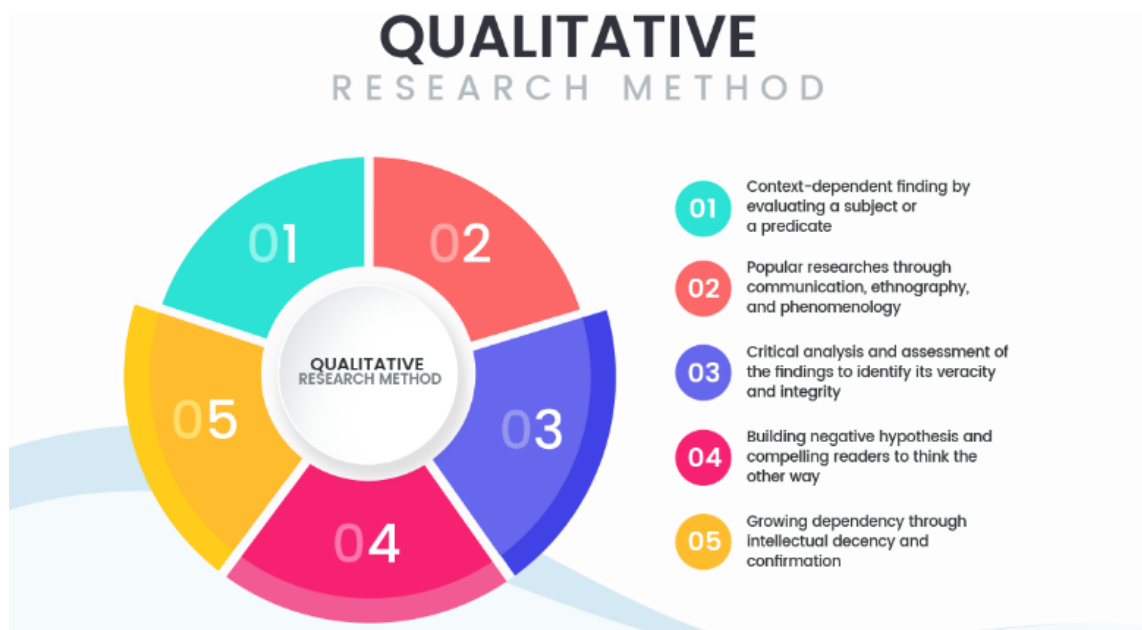 QUALITATIVE
RESEARCH METHOD
01
02
03
04
05
QUALITATIVE
RESEARCH METHOD
01
Context-dependent finding by
evaluating a subject or
a predicate
02
Popular researches through
communication, ethnography,
and phenomenology
03
Critical analysis and assessment of
the findings to identify its veracity
and integrity
04
Building negative hypothesis and
compelling readers to think the
other way
05
Growing dependency through
intellectual decency and
confirmation